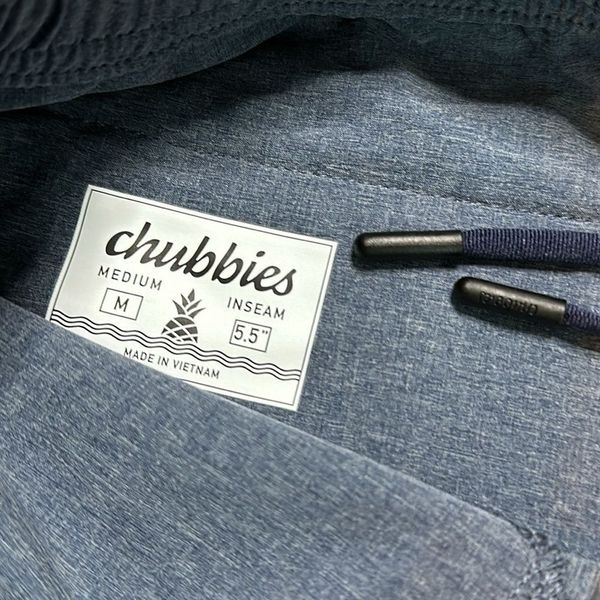 chubbies
MEDIUM
M
INSEAM
5.5"
MADE IN VIETNAM